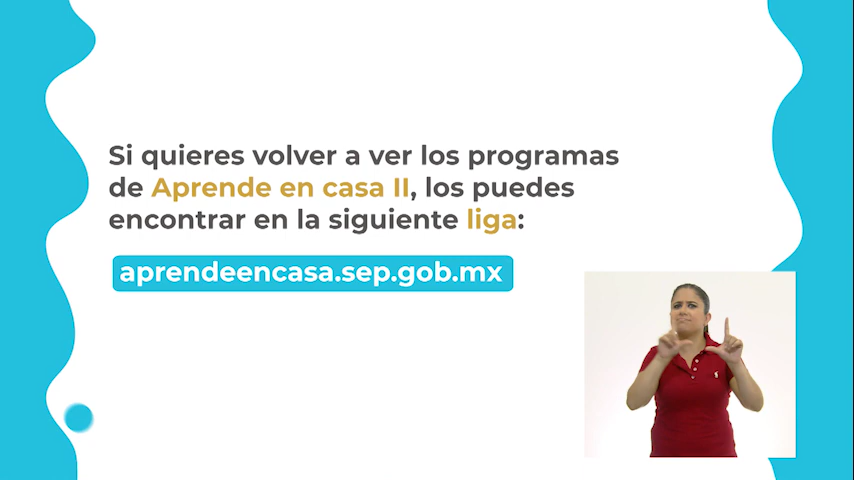 Si quieres volver a ver los programas
de Aprende en casa II, los puedes
encontrar en la siguiente liga:
aprendeencasa.sep.gob.mx